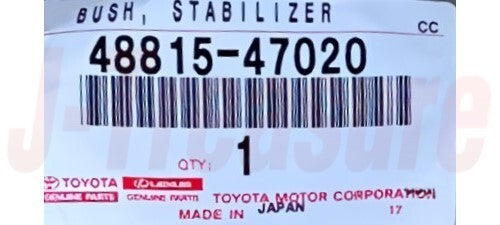 BUSH, STABILIZER
CC
48815-47020
QTY: 1
TOYOTA LEXUS
GENUINE PARTS GENUINE PARTS TOYOTA MOTOR CORPORATION
MADE IN JAPAN 17
J-Treasure